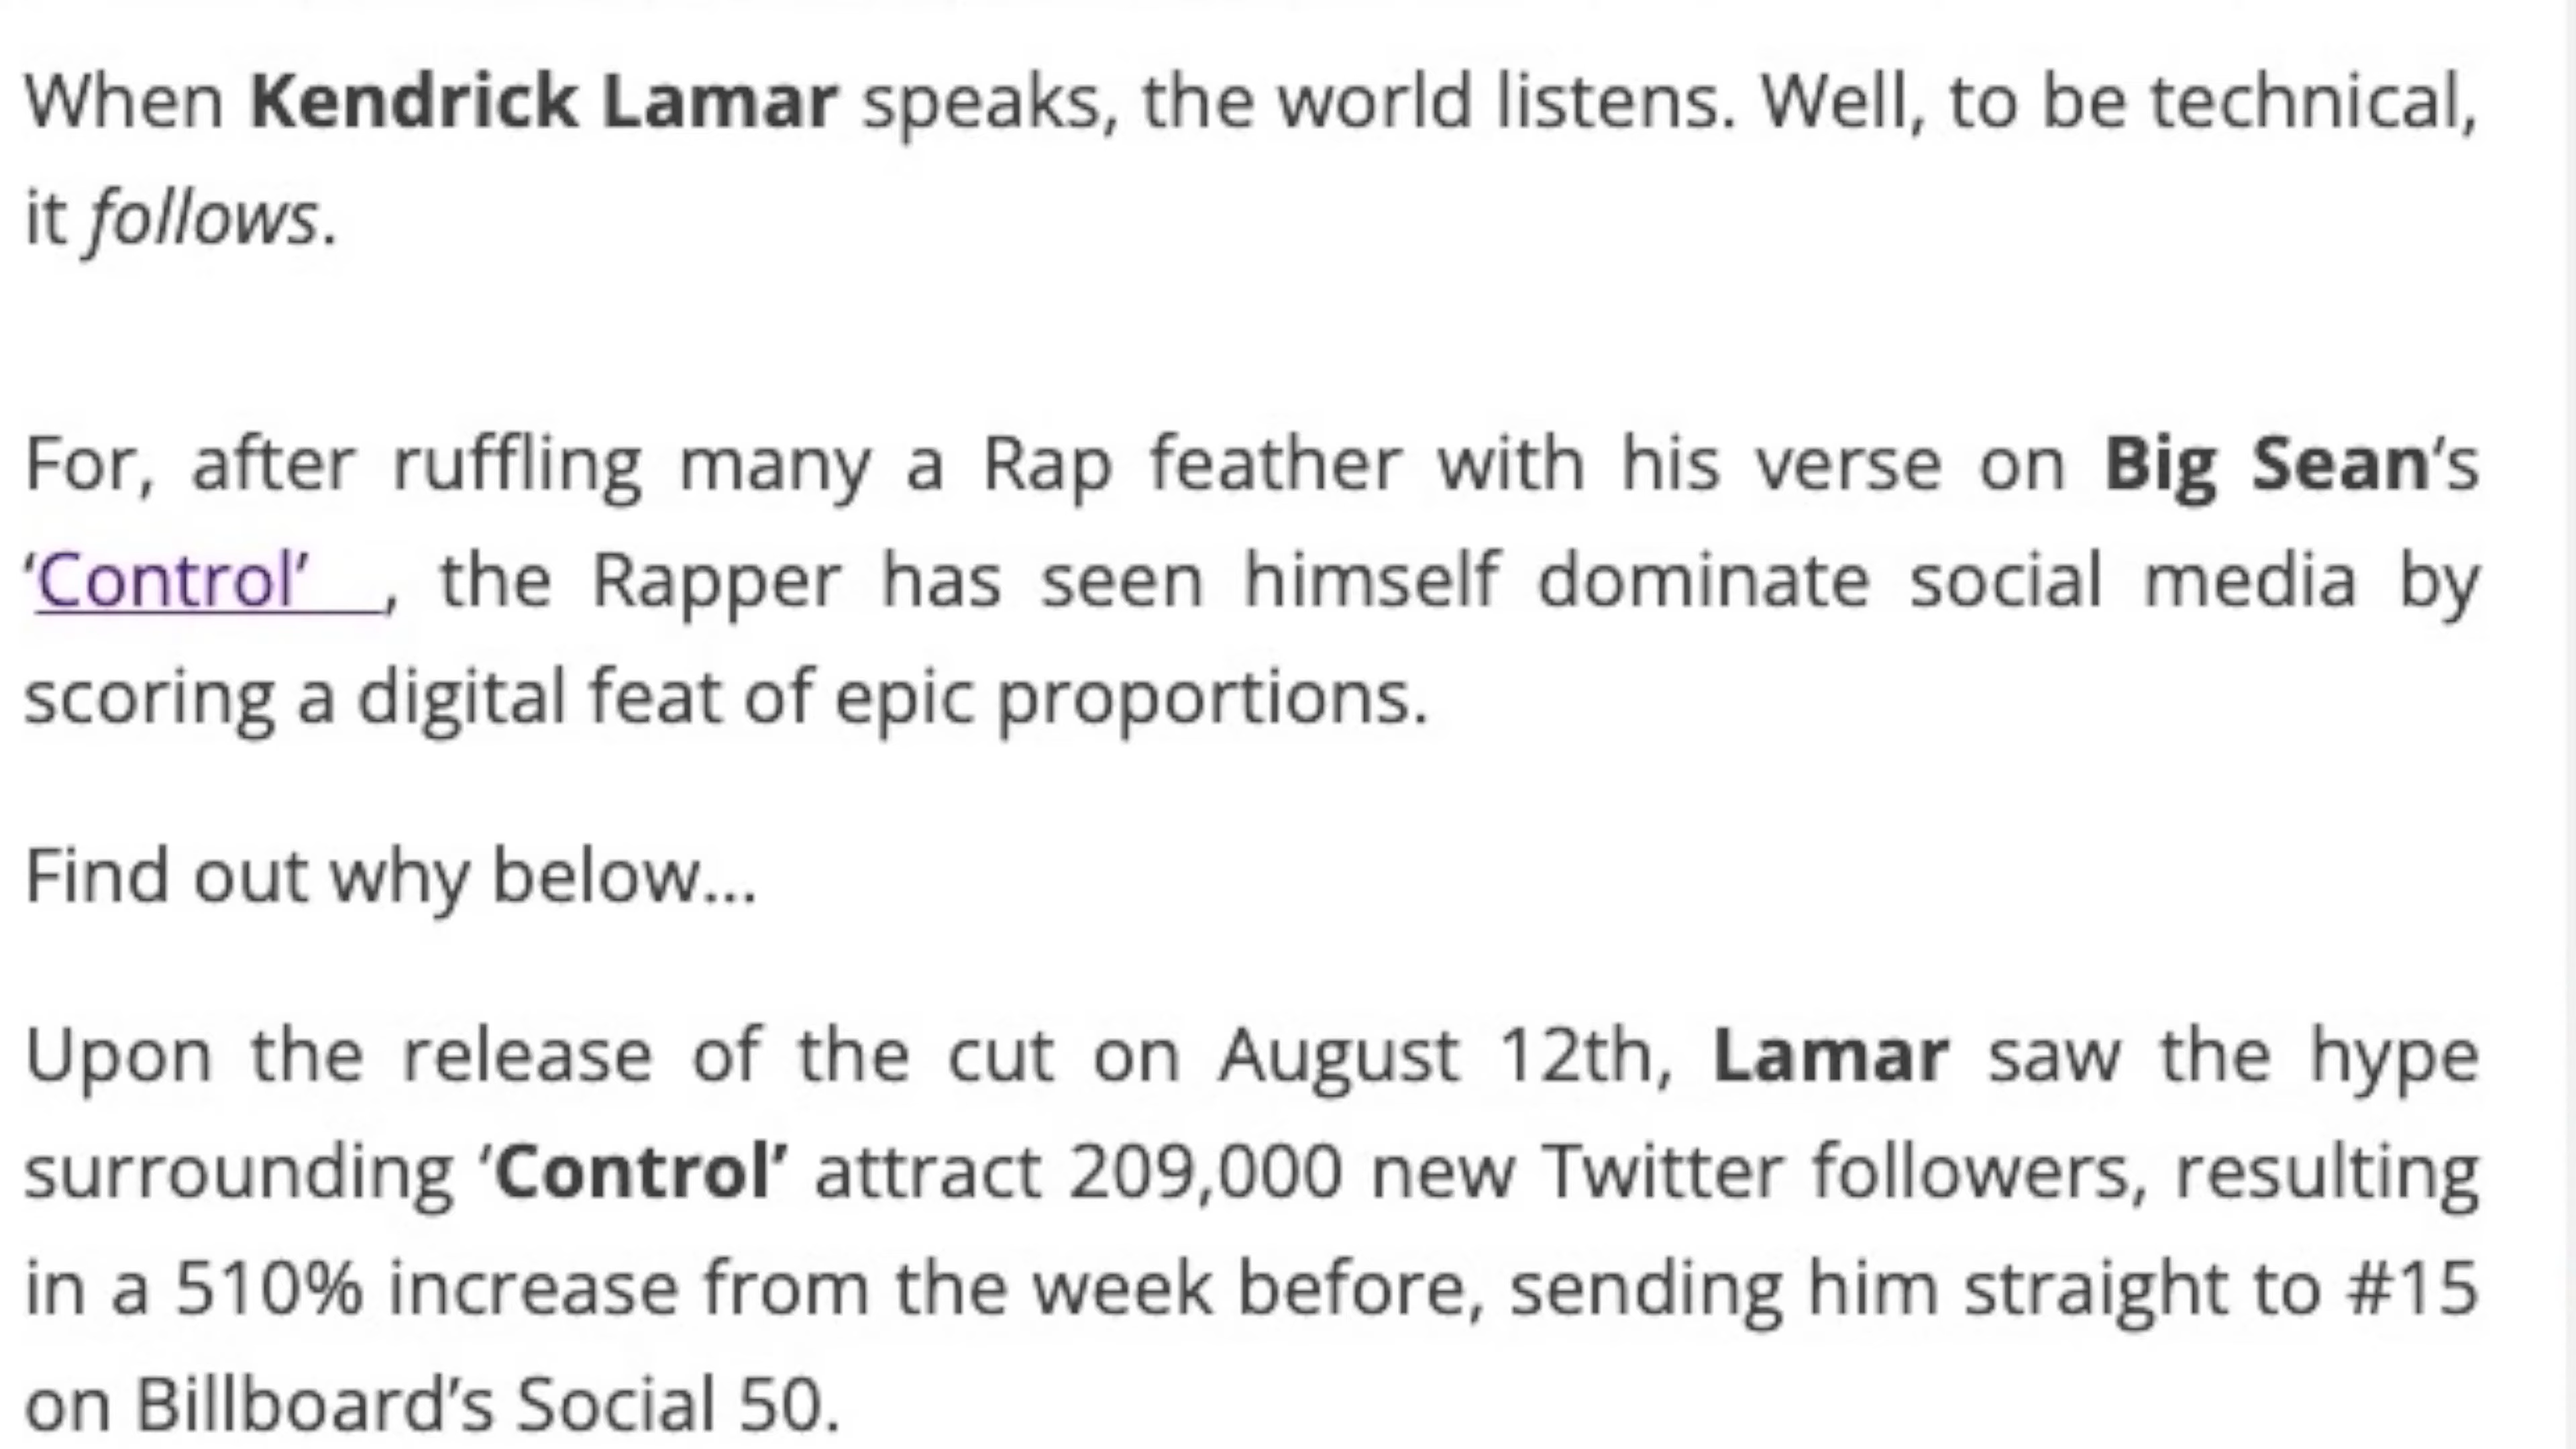 When Kendrick Lamar speaks, the world listens. Well, to be technical,
it follows.
For, after ruffling many a Rap feather with his verse on Big Sean‘s
‘Control’ , the Rapper has seen himself dominate social media by
scoring a digital feat of epic proportions.
Find out why below…
Upon the release of the cut on August 12th, Lamar saw the hype
surrounding ‘Control’ attract 209,000 new Twitter followers, resulting
in a 510% increase from the week before, sending him straight to #15
on Billboard’s Social 50.